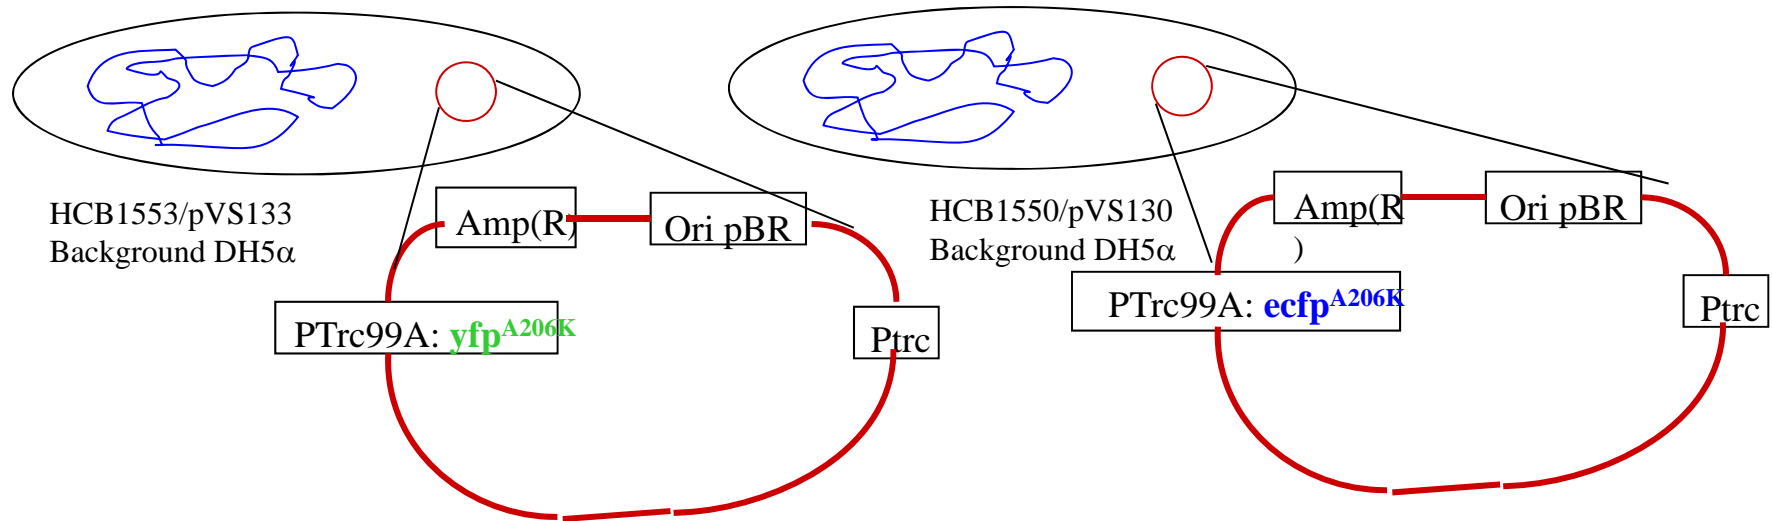 HCB1553/pVS133
Background DH5α
Amp(R)
Ori pBR
PTrc99A: yfpA206K
Ptrc
HCB1550/pVS130
Background DH5α
Amp(R
)
Ori pBR
PTrc99A: ecfpA206K
Ptrc